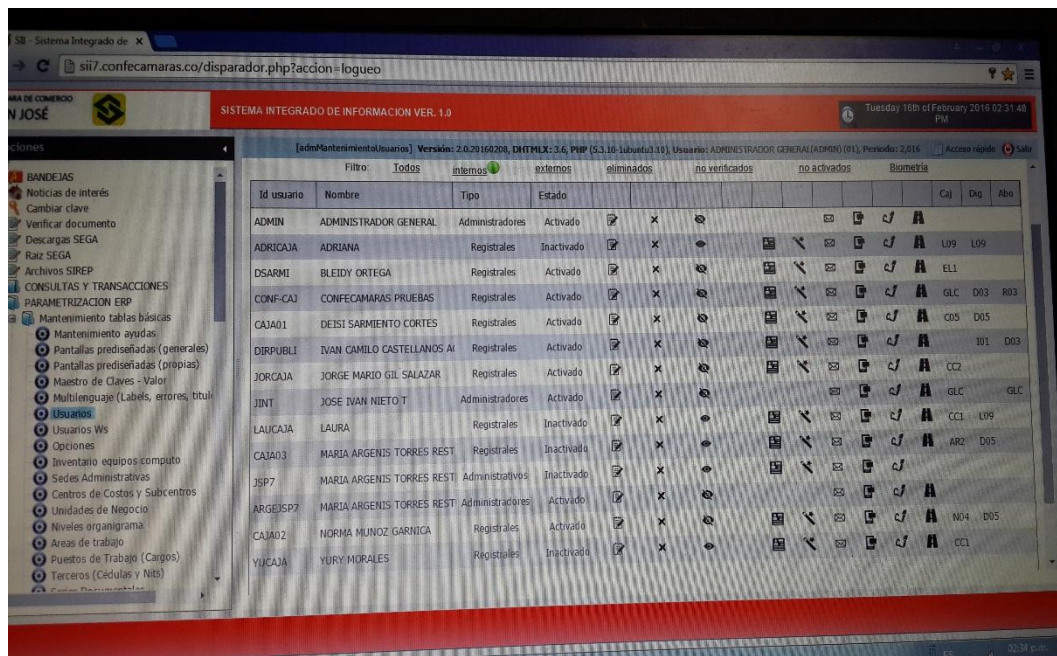 SII - Sistema Integrado de
sii7.confecamaras.co/disparador.php?accion=logueo
ARA DE COMERCIO
N JOSÉ
SISTEMA INTEGRADO DE INFORMACION VER. 1.0
Tuesday 16th of February 2016 02:31:48
PM
ciones
[admMantenimientoUsuarios] Versión: 2.0.20160208, DHTMLX: 3.6, PHP (5.3.10-1ubuntu3.10), Usuario: ADMINISTRADOR GENERAL(ADMIN) (01), Periodo: 2,016 Acceso rápido Salir
BANDEJAS
Noticias de interés
Cambiar clave
Verificar documento
Descargas SEGA
Raiz SEGA
Archivos SIREP
CONSULTAS Y TRANSACCIONES
PARAMETRIZACION ERP
Mantenimiento tablas básicas
Mantenimiento ayudas
Pantallas prediseñadas (generales)
Pantallas prediseñadas (propias)
Maestro de Claves - Valor
Multilenguaje (Labels, errores, titul
Usuarios
Usuarios Ws
Opciones
Inventario equipos computo
Sedes Administrativas
Centros de Costos y Subcentros
Unidades de Negocio
Niveles organigrama
Areas de trabajo
Puestos de Trabajo (Cargos)
Terceros (Cédulas y Nits)
Filtro: Todos internos externos eliminados no verificados no activados Biometría
Id usuario Nombre Tipo Estado Caj Dig Abo
ADMIN ADMINISTRADOR GENERAL Administradores Activado
ADRICAJA ADRIANA Registrales Inactivado L09 L09
DSARMI BLEIDY ORTEGA Registrales Activado EL1
CONF-CAJ CONFECAMARAS PRUEBAS Registrales Activado GLC D03 R03
CAJA01 DEISI SARMIENTO CORTES Registrales Activado C05 D05
DIRPUBLI IVAN CAMILO CASTELLANOS A Registrales Activado I01 D03
JORCAJA JORGE MARIO GIL SALAZAR Registrales Activado CC2
JINT JOSE IVAN NIETO T Administradores Activado GLC GLC
LAUCAJA LAURA Registrales Inactivado CC1 L09
CAJA03 MARIA ARGENIS TORRES REST Registrales Inactivado AR2 D05
JSP7 MARIA ARGENIS TORRES REST Administrativos Inactivado
ARGEJSP7 MARIA ARGENIS TORRES REST Administradores Activado
CAJA02 NORMA MUNOZ GARNICA Registrales Activado N04 D05
YUCAJA YURY MORALES Registrales Inactivado CC1
ES 02:34 p.m.